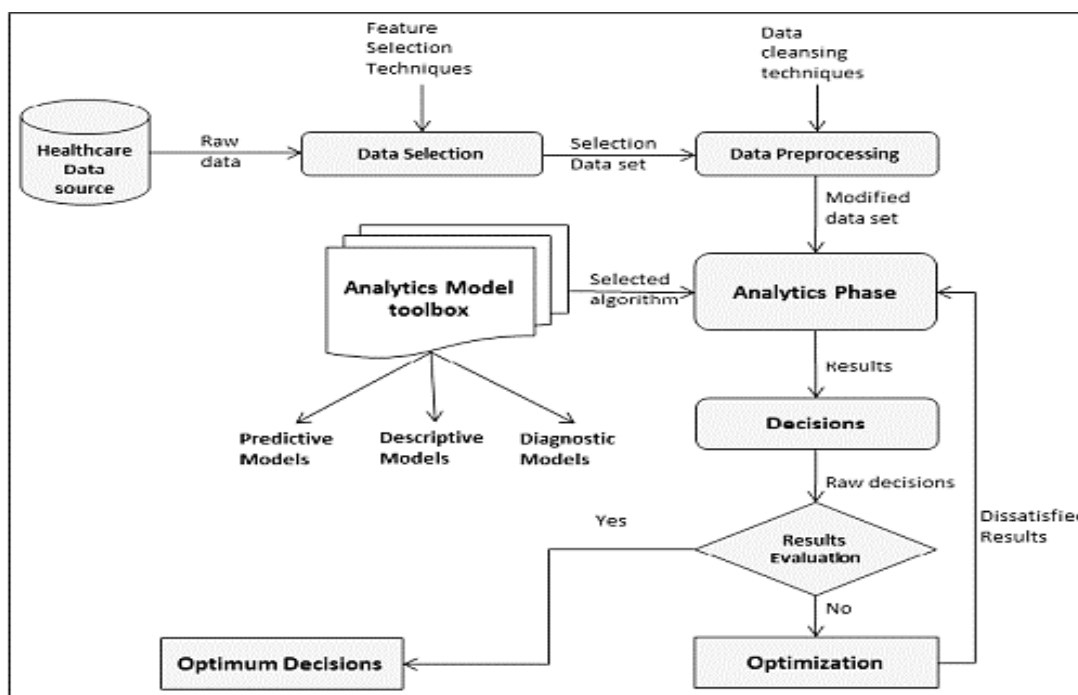 Feature
Selection
Techniques
Data
cleansing
techniques
Healthcare
Data
source
Raw
data
Data Selection
Selection
Data set
Data Preprocessing
Modified
data set
Analytics Model
toolbox
Selected
algorithm
Analytics Phase
Results
Predictive
Models
Descriptive
Models
Diagnostic
Models
Decisions
Raw decisions
Yes
Results
Evaluation
Dissatisfied
Results
No
Optimum Decisions
Optimization